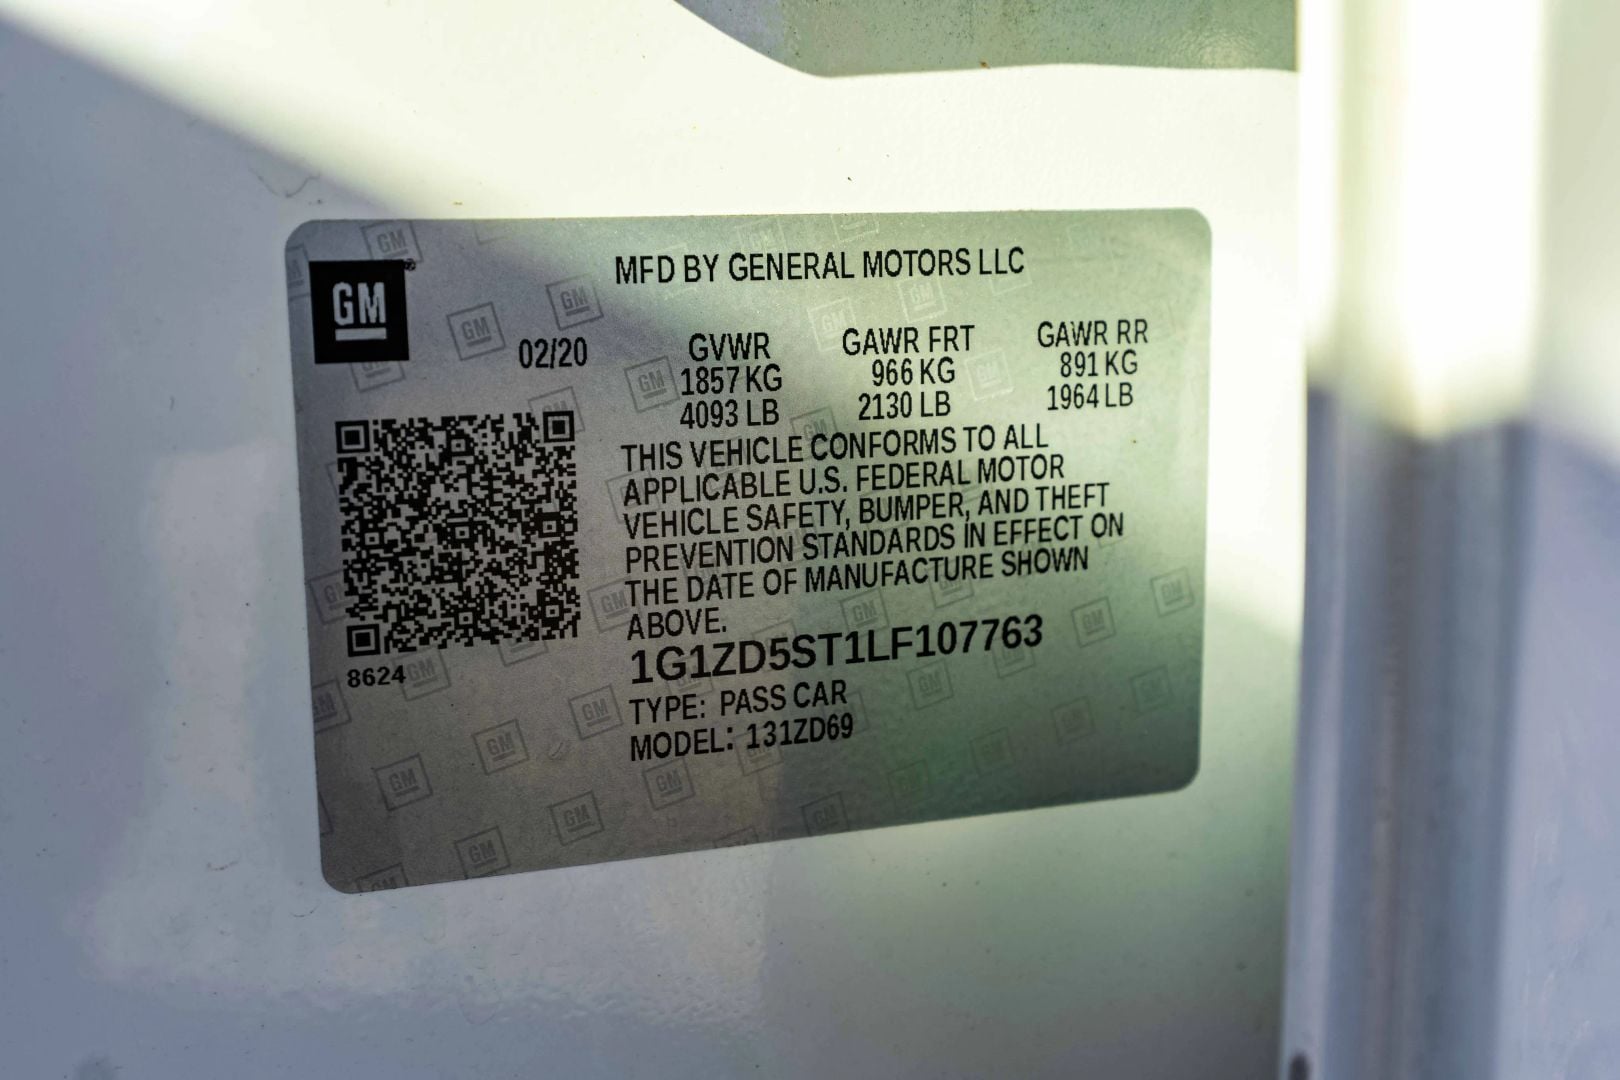 MFD BY GENERAL MOTORS LLC
GM
02/20
GVWR GAWR FRT GAWR RR
1857 KG 966 KG 891 KG
4093 LB 2130 LB 1964 LB
THIS VEHICLE CONFORMS TO ALL
APPLICABLE U.S. FEDERAL MOTOR
VEHICLE SAFETY, BUMPER, AND THEFT
PREVENTION STANDARDS IN EFFECT ON
THE DATE OF MANUFACTURE SHOWN
ABOVE.
8624
1G1ZD5ST1LF107763
TYPE: PASS CAR
MODEL: 131ZD69